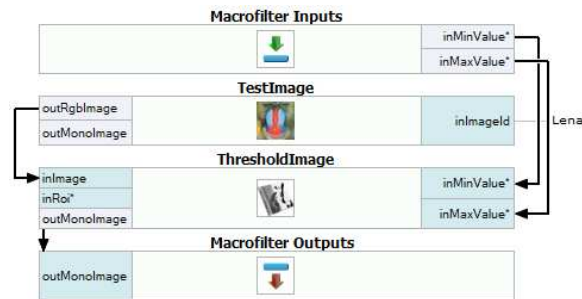 Macrofilter Inputs
inMinValue*
inMaxValue*
TestImage
outRgbImage
outMonoImage
inImageId
Lena
ThresholdImage
inImage
inRoi*
outMonoImage
inMinValue*
inMaxValue*
Macrofilter Outputs
outMonoImage